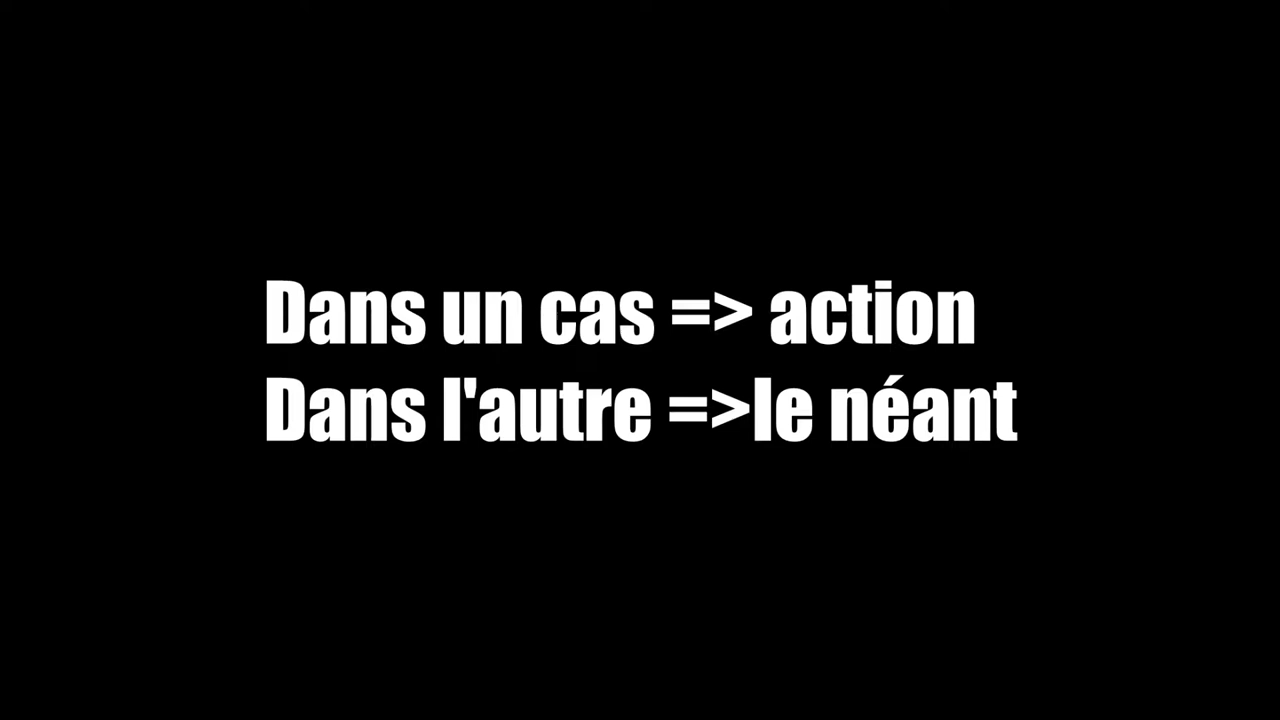 Dans un cas => action
Dans l'autre =>le néant